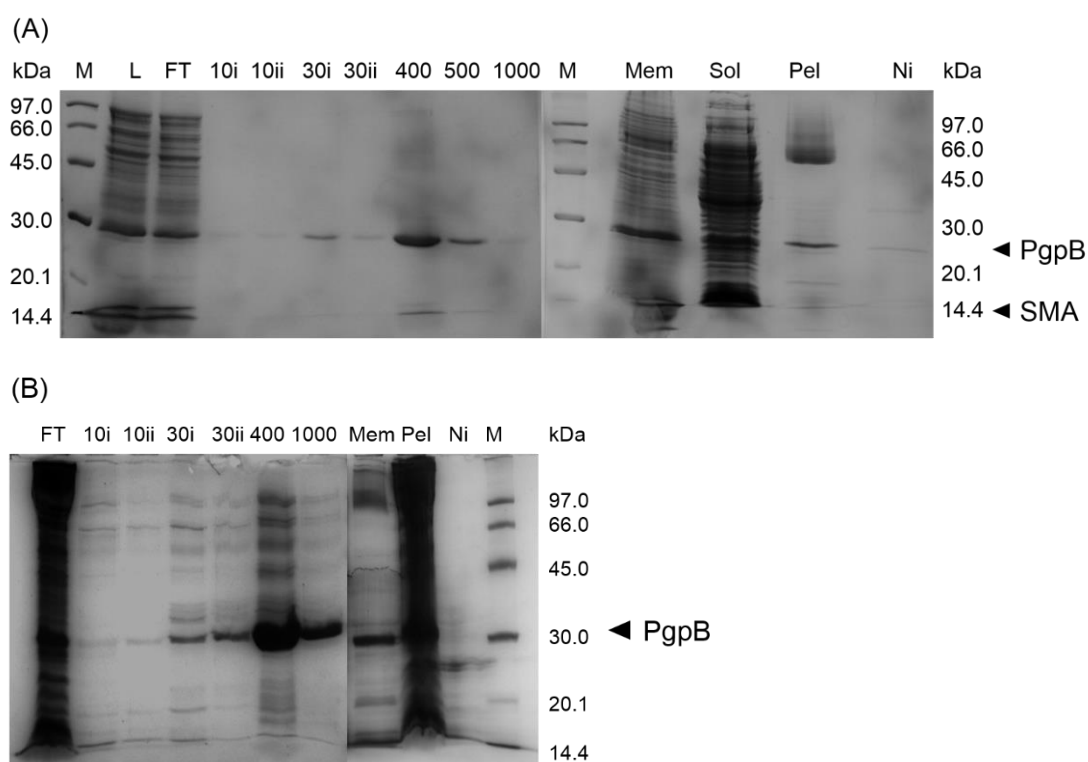 (A)
kDa M L FT 10i 10ii 30i 30ii 400 500 1000 M Mem Sol Pel Ni kDa
97.0
66.0
45.0
30.0
20.1
14.4
97.0
66.0
45.0
30.0
20.1
14.4
◄ PgpB
◄ SMA
(B)
FT 10i 10ii 30i 30ii 400 1000 Mem Pel Ni M kDa
97.0
66.0
45.0
30.0
20.1
14.4
◄ PgpB